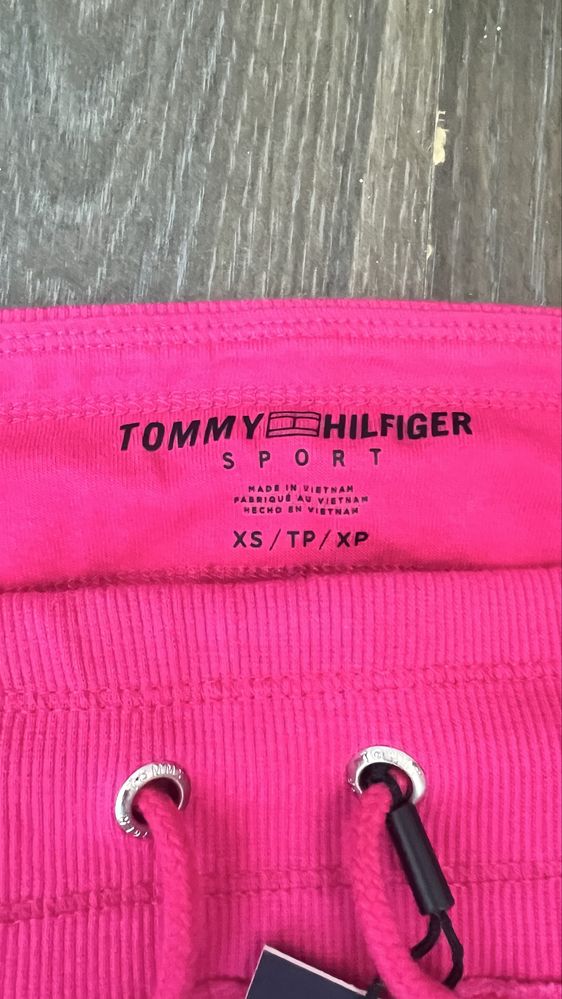 TOMMY HILFIGER
SPORT
MADE IN VIETNAM
FABRIQUÉ AU VIETNAM
HECHO EN VIETNAM
XS/TP/XP